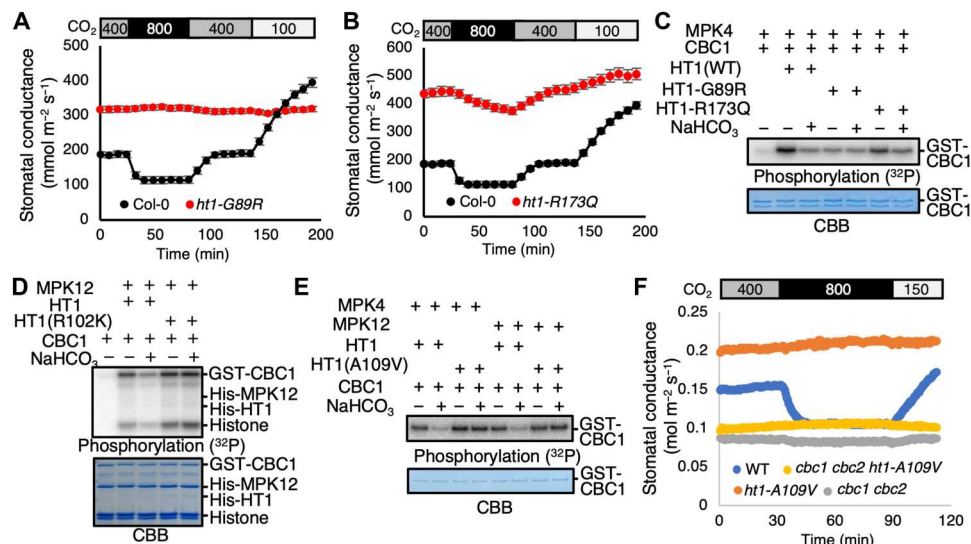 A
CO2 400 800 400 100
Stomatal conductance
(mmol m−2 s−1)
500
400
300
200
100
0
Col-0 ht1-G89R
0 50 100 150 200
Time (min)
B
CO2 400 800 400 100
Stomatal conductance
(mmol m−2 s−1)
600
500
400
300
200
100
0
Col-0 ht1-R173Q
0 50 100 150 200
Time (min)
C
MPK4 + + + + + + +
CBC1 + + + + + + +
HT1(WT) + +
HT1-G89R + +
HT1-R173Q + +
NaHCO3 − − + − + − +
GST-
CBC1
Phosphorylation (32P)
GST-
CBC1
CBB
D
MPK12 + + + +
HT1 + +
HT1(R102K) + +
CBC1 + + + + +
NaHCO3 − − + − +
GST-CBC1
His-MPK12
His-HT1
Histone
Phosphorylation (32P)
GST-CBC1
His-MPK12
His-HT1
Histone
CBB
E
MPK4 + + + +
MPK12 + + + +
HT1 + + + +
HT1(A109V) + + + +
CBC1 + + + + + + + +
NaHCO3 − + − + − + − +
GST-
CBC1
Phosphorylation (32P)
GST-
CBC1
CBB
F
CO2 400 800 150
Stomatal conductance
(mol m−2 s−1)
0.25
0.2
0.15
0.1
0.05
0
WT cbc1 cbc2 ht1-A109V
ht1-A109V cbc1 cbc2
0 30 60 90 120
Time (min)